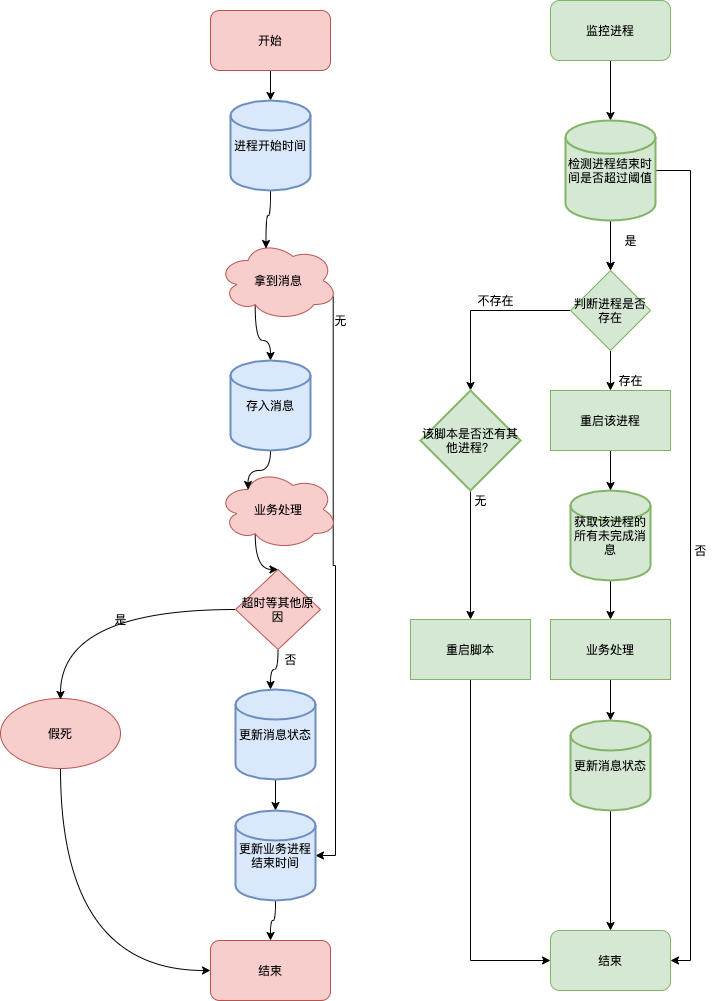 开始
进程开始时间
拿到消息
无
存入消息
业务处理
超时等其他原
因
是
否
假死
更新消息状态
更新业务进程
结束时间
结束
监控进程
检测进程结束时
间是否超过阈值
是
判断进程是否
存在
不存在
存在
该脚本是否还有其
他进程?
重启该进程
无
获取该进程的
所有未完成消
息
否
重启脚本
业务处理
更新消息状态
结束